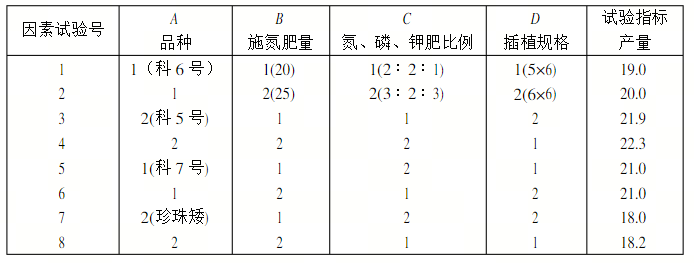 因素试验号 A 品种 B 施氮肥量 C 氮、磷、钾肥比例 D 插植规格 试验指标 产量
1 1（科6号） 1(20) 1(2∶2∶1) 1(5×6) 19.0
2 1 2(25) 2(3∶2∶3) 2(6×6) 20.0
3 2(科5号) 1 1 2 21.9
4 2 2 2 1 22.3
5 1(科7号) 1 2 1 21.0
6 1 2 1 2 21.0
7 2(珍珠矮) 1 2 2 18.0
8 2 2 1 1 18.2